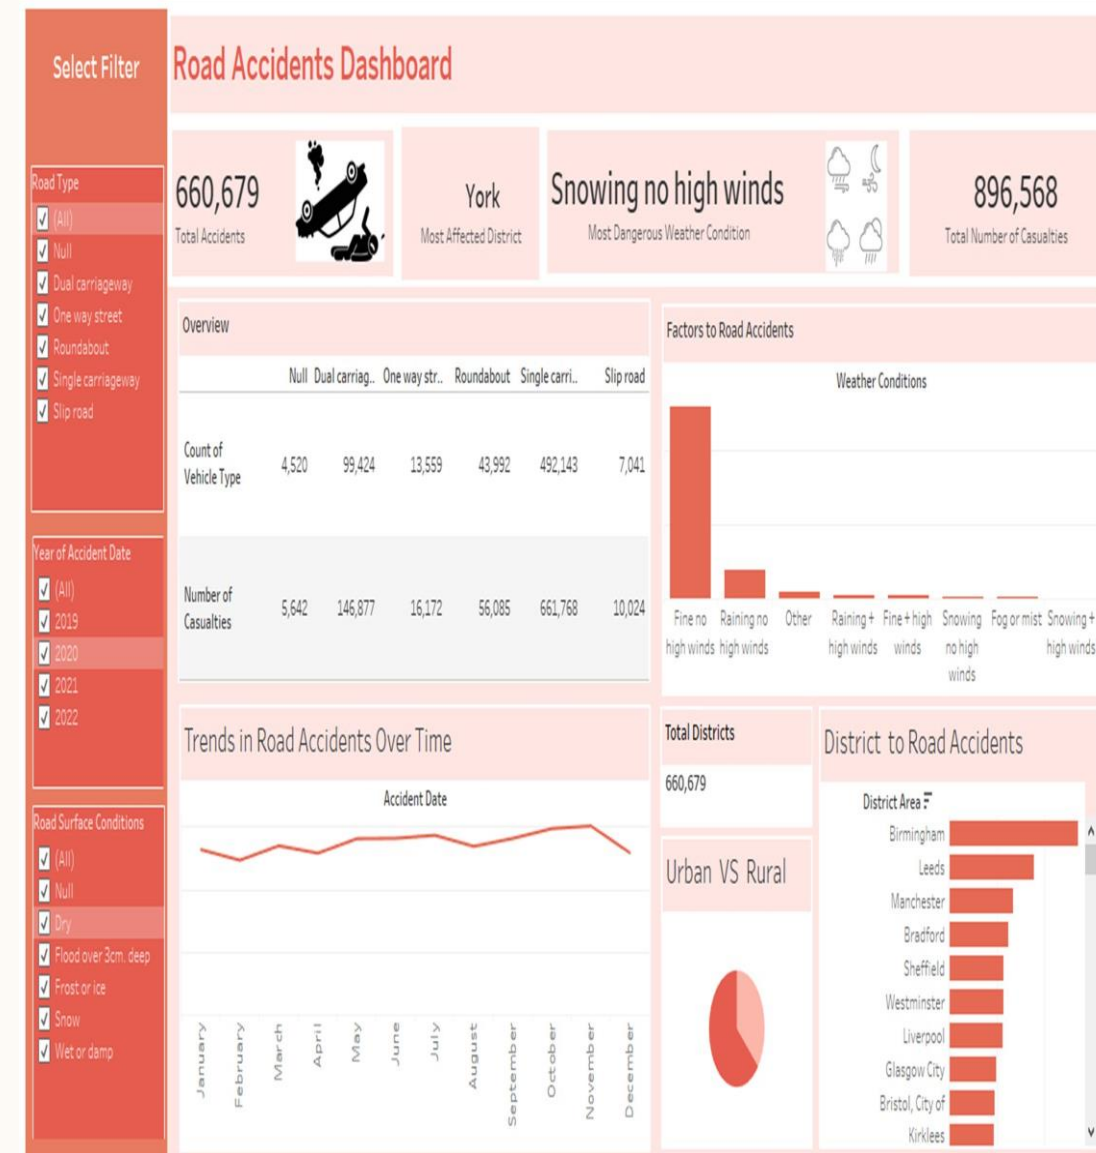 Select Filter
Road Accidents Dashboard
Road Type
(All)
Null
Dual carriageway
One way street
Roundabout
Single carriageway
Slip road
Year of Accident Date
(All)
2019
2020
2021
2022
Road Surface Conditions
(All)
Null
Dry
Flood over 3cm. deep
Frost or ice
Snow
Wet or damp
660,679
Total Accidents
York
Most Affected District
Snowing no high winds
Most Dangerous Weather Condition
896,568
Total Number of Casualties
Overview
Null Dual carriag.. One way str.. Roundabout Single carri.. Slip road
Count of
Vehicle Type
4,520 99,424 13,559 43,992 492,143 7,041
Number of
Casualties
5,642 146,877 16,172 56,085 661,768 10,024
Factors to Road Accidents
Weather Conditions
Fine no
high winds
Raining no
high winds
Other
Raining +
high winds
Fine + high
winds
Snowing
no high
winds
Fog or mist
Snowing +
high winds
Trends in Road Accidents Over Time
Accident Date
January
February
March
April
May
June
July
August
September
October
November
December
Total Districts
660,679
Urban VS Rural
District to Road Accidents
District Area
Birmingham
Leeds
Manchester
Bradford
Sheffield
Westminster
Liverpool
Glasgow City
Bristol, City of
Kirklees